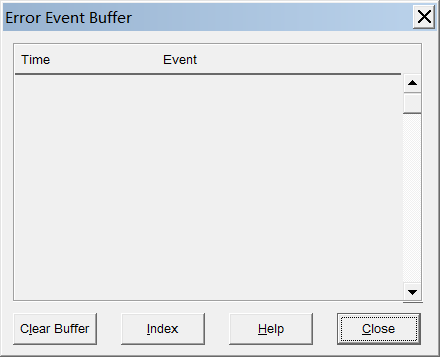 Error Event Buffer
Time Event
Clear Buffer Index Help Close